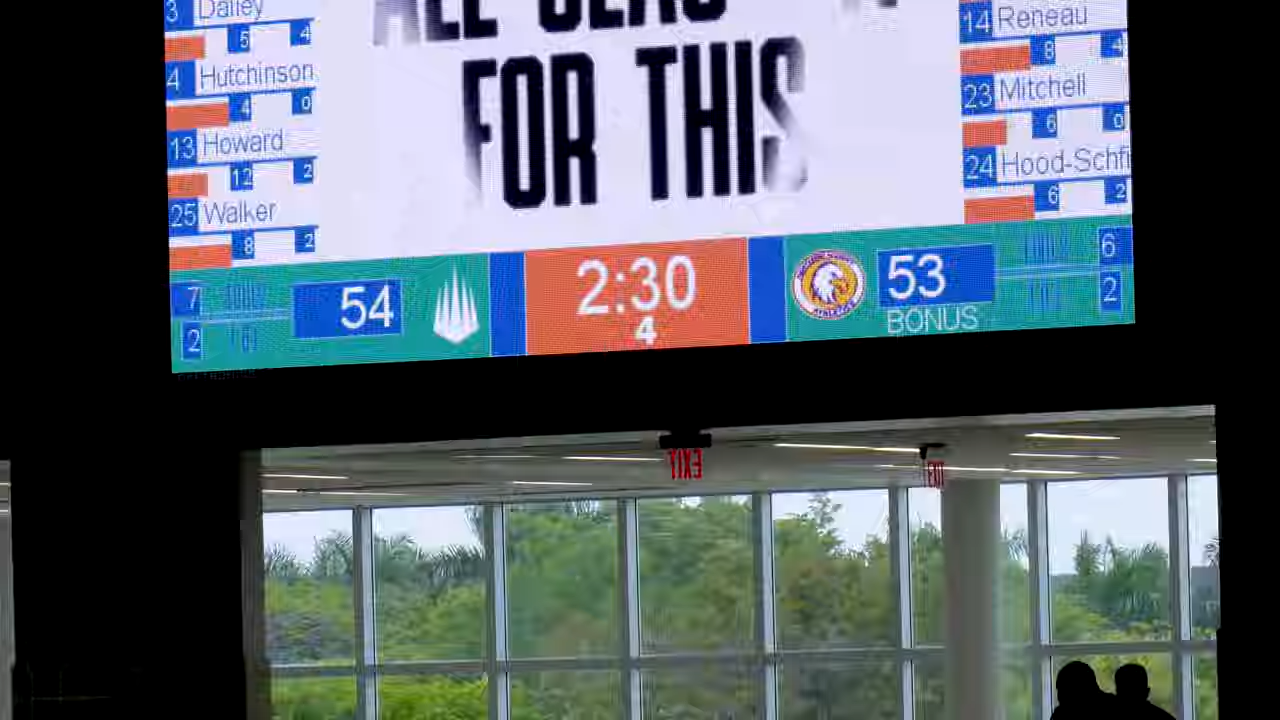 3 Dailey
5 4
4 Hutchinson
4 0
13 Howard
12 2
25 Walker
8 2
ALL
FOR THIS
14 Reneau
8 4
23 Mitchell
6 0
24 Hood-Schfi
6 2
7
2
54
2:30
4
53
BONUS
6
2
EXIT
EXIT